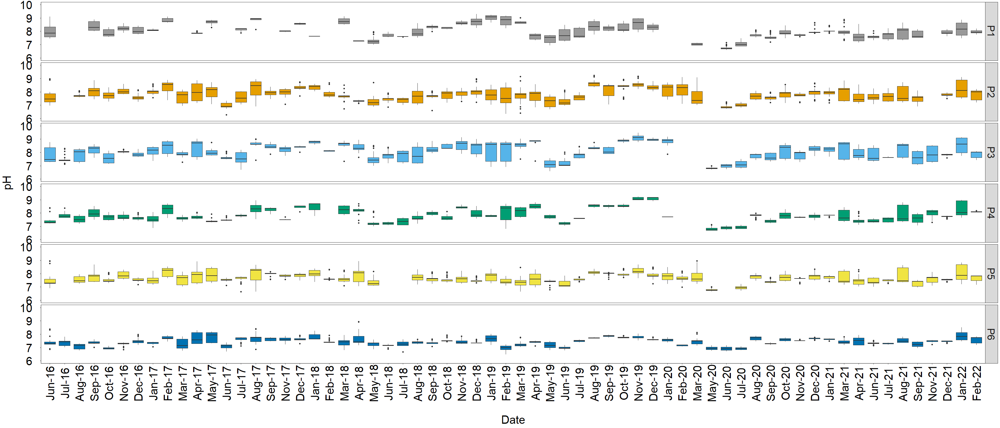 10
9
8
7
6
P1
10
9
8
7
6
P2
10
9
8
7
6
P3
10
9
8
7
6
P4
10
9
8
7
6
P5
10
9
8
7
6
P6
pH
Jun-16
Jul-16
Aug-16
Sep-16
Oct-16
Nov-16
Dec-16
Jan-17
Feb-17
Mar-17
Apr-17
May-17
Jun-17
Jul-17
Aug-17
Sep-17
Nov-17
Dec-17
Jan-18
Feb-18
Mar-18
Apr-18
May-18
Jun-18
Jul-18
Aug-18
Sep-18
Oct-18
Nov-18
Dec-18
Jan-19
Feb-19
Mar-19
Apr-19
May-19
Jun-19
Jul-19
Aug-19
Sep-19
Oct-19
Nov-19
Dec-19
Jan-20
Feb-20
Mar-20
May-20
Jun-20
Jul-20
Aug-20
Sep-20
Oct-20
Nov-20
Dec-20
Jan-21
Mar-21
Apr-21
Jun-21
Jul-21
Aug-21
Sep-21
Nov-21
Dec-21
Jan-22
Feb-22
Date